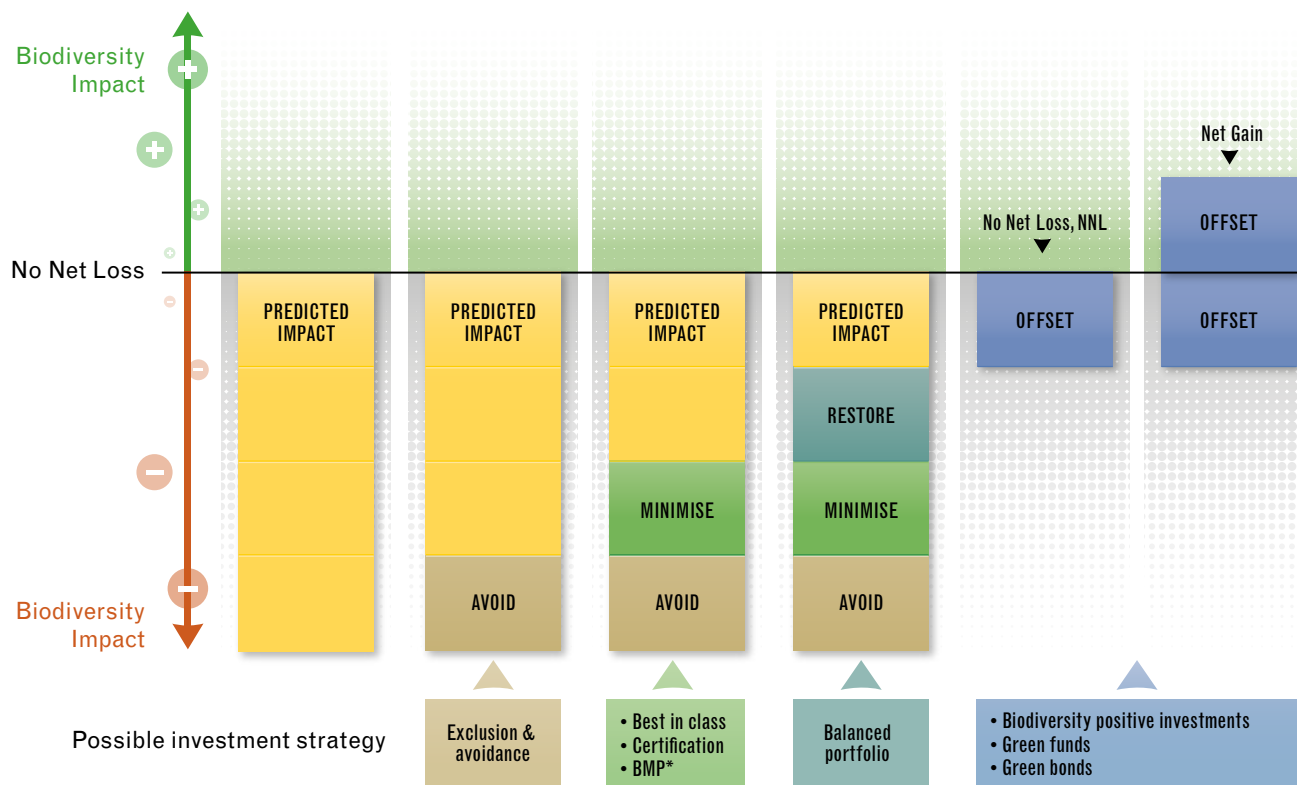 Biodiversity
Impact
Net Gain
OFFSET
No Net Loss, NNL
No Net Loss
PREDICTED
IMPACT
PREDICTED
IMPACT
PREDICTED
IMPACT
PREDICTED
IMPACT
OFFSET
OFFSET
RESTORE
MINIMISE
MINIMISE
AVOID
AVOID
AVOID
Biodiversity
Impact
Possible investment strategy
Exclusion &
avoidance
• Best in class
• Certification
• BMP*
Balanced
portfolio
• Biodiversity positive investments
• Green funds
• Green bonds